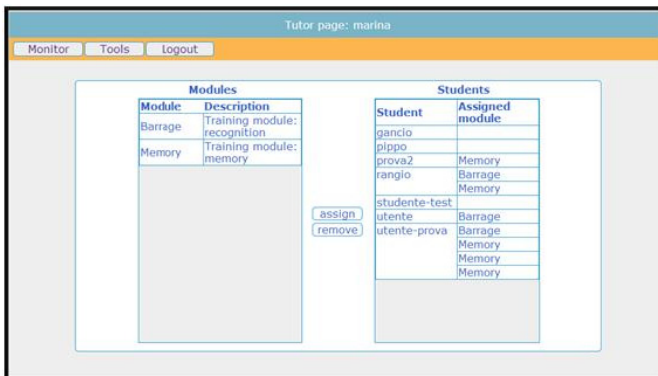 Tutor page: marina
Monitor Tools Logout
Modules
Module Description
Barrage Training module: recognition
Memory Training module: memory
assign
remove
Students
Student Assigned module
gancio
pippo
prova2 Memory
rangio Barrage
Memory
studente-test
utente Barrage
utente-prova Barrage
Memory
Memory
Memory